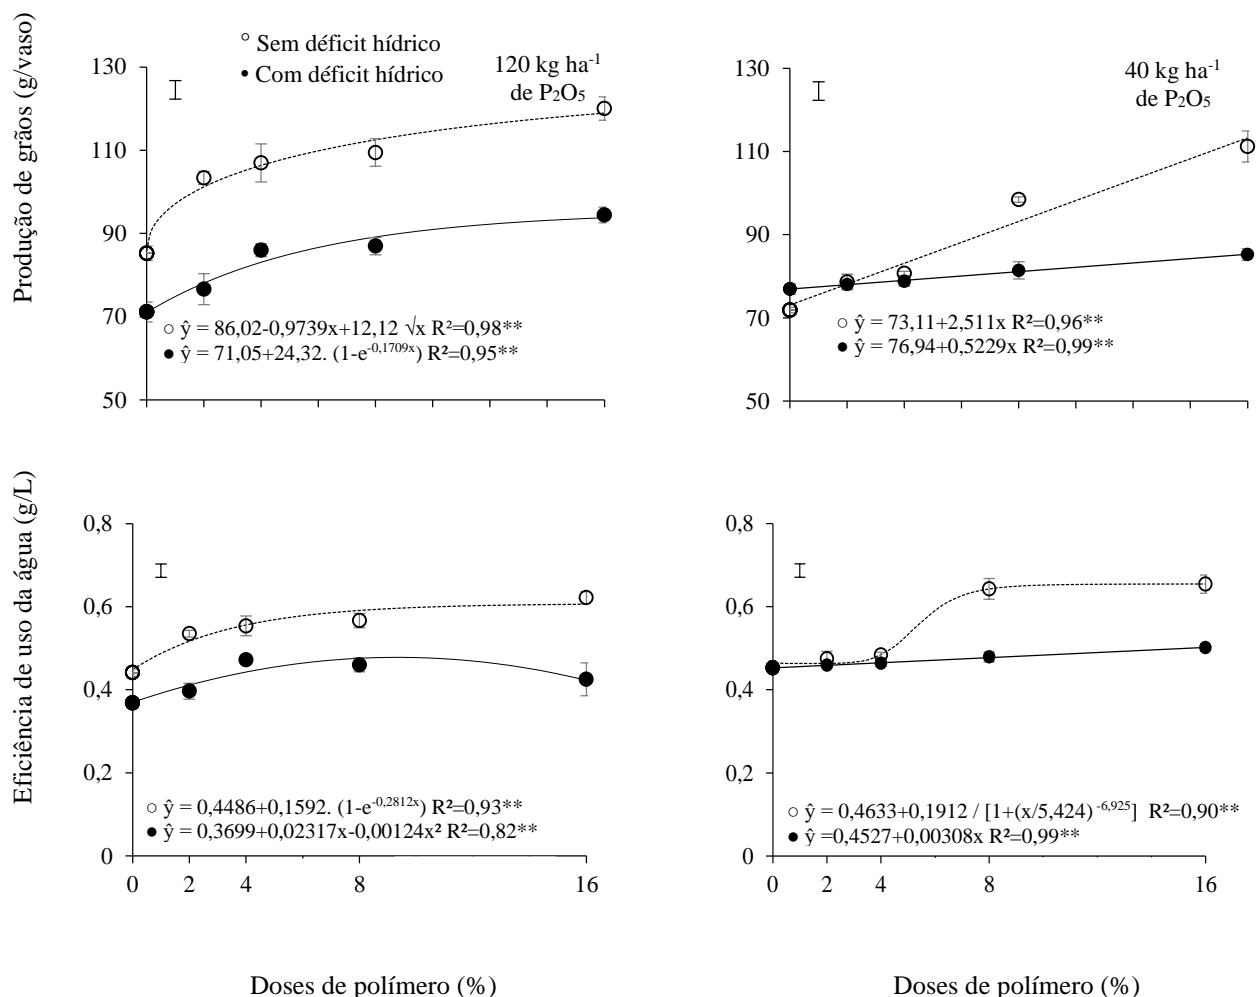 Produção de grãos (g/vaso)
○ Sem déficit hídrico
● Com déficit hídrico
120 kg ha⁻¹
de P₂O₅
130
110
90
70
50
○ ŷ = 86,02-0,9739x+12,12 √x R²=0,98**
● ŷ = 71,05+24,32. (1-e⁻⁰,¹⁷⁰⁹ˣ) R²=0,95**
40 kg ha⁻¹
de P₂O₅
130
110
90
70
50
○ ŷ = 73,11+2,511x R²=0,96**
● ŷ = 76,94+0,5229x R²=0,99**
Eficiência de uso da água (g/L)
0,8
0,6
0,4
0,2
0
○ ŷ = 0,4486+0,1592. (1-e⁻⁰,²⁸¹²ˣ) R²=0,93**
● ŷ = 0,3699+0,02317x-0,00124x² R²=0,82**
0 2 4 8 16
Doses de polímero (%)
0,8
0,6
0,4
0,2
0
○ ŷ = 0,4633+0,1912 / [1+(x/5,424) ⁻⁶,⁹²⁵] R²=0,90**
● ŷ =0,4527+0,00308x R²=0,99**
0 2 4 8 16
Doses de polímero (%)